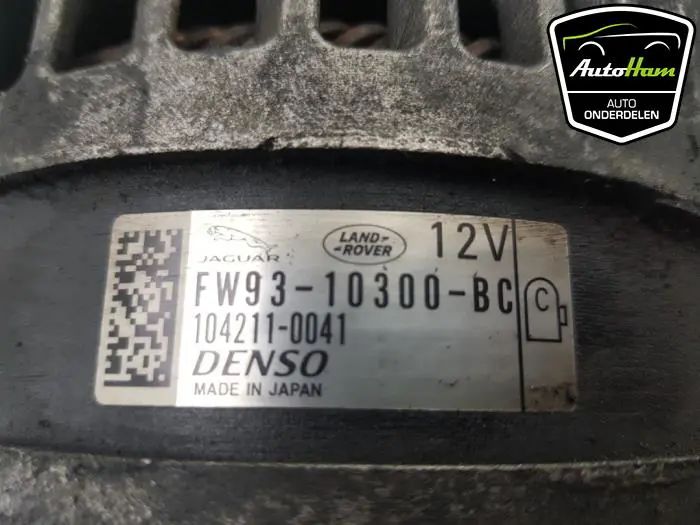 AutoHam
AUTO
ONDERDELEN
JAGUAR
LAND-
-ROVER
12V
FW93-10300-BC
C
104211-0041
DENSO
MADE IN JAPAN